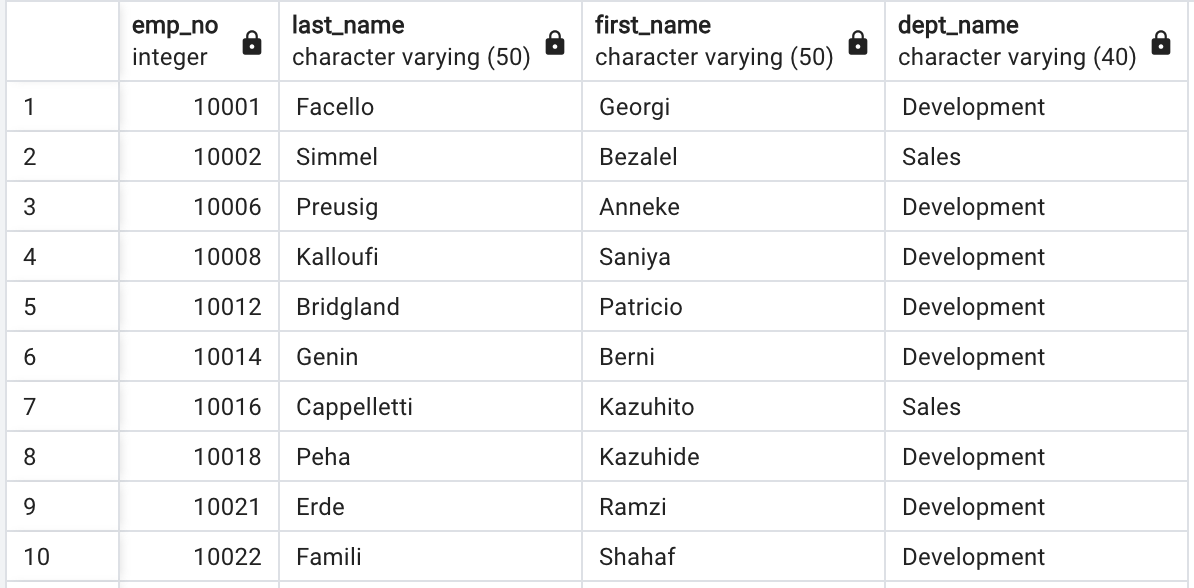 emp_no last_name first_name dept_name
integer character varying (50) character varying (50) character varying (40)
1 10001 Facello Georgi Development
2 10002 Simmel Bezalel Sales
3 10006 Preusig Anneke Development
4 10008 Kalloufi Saniya Development
5 10012 Bridgland Patricio Development
6 10014 Genin Berni Development
7 10016 Cappelletti Kazuhito Sales
8 10018 Peha Kazuhide Development
9 10021 Erde Ramzi Development
10 10022 Famili Shahaf Development